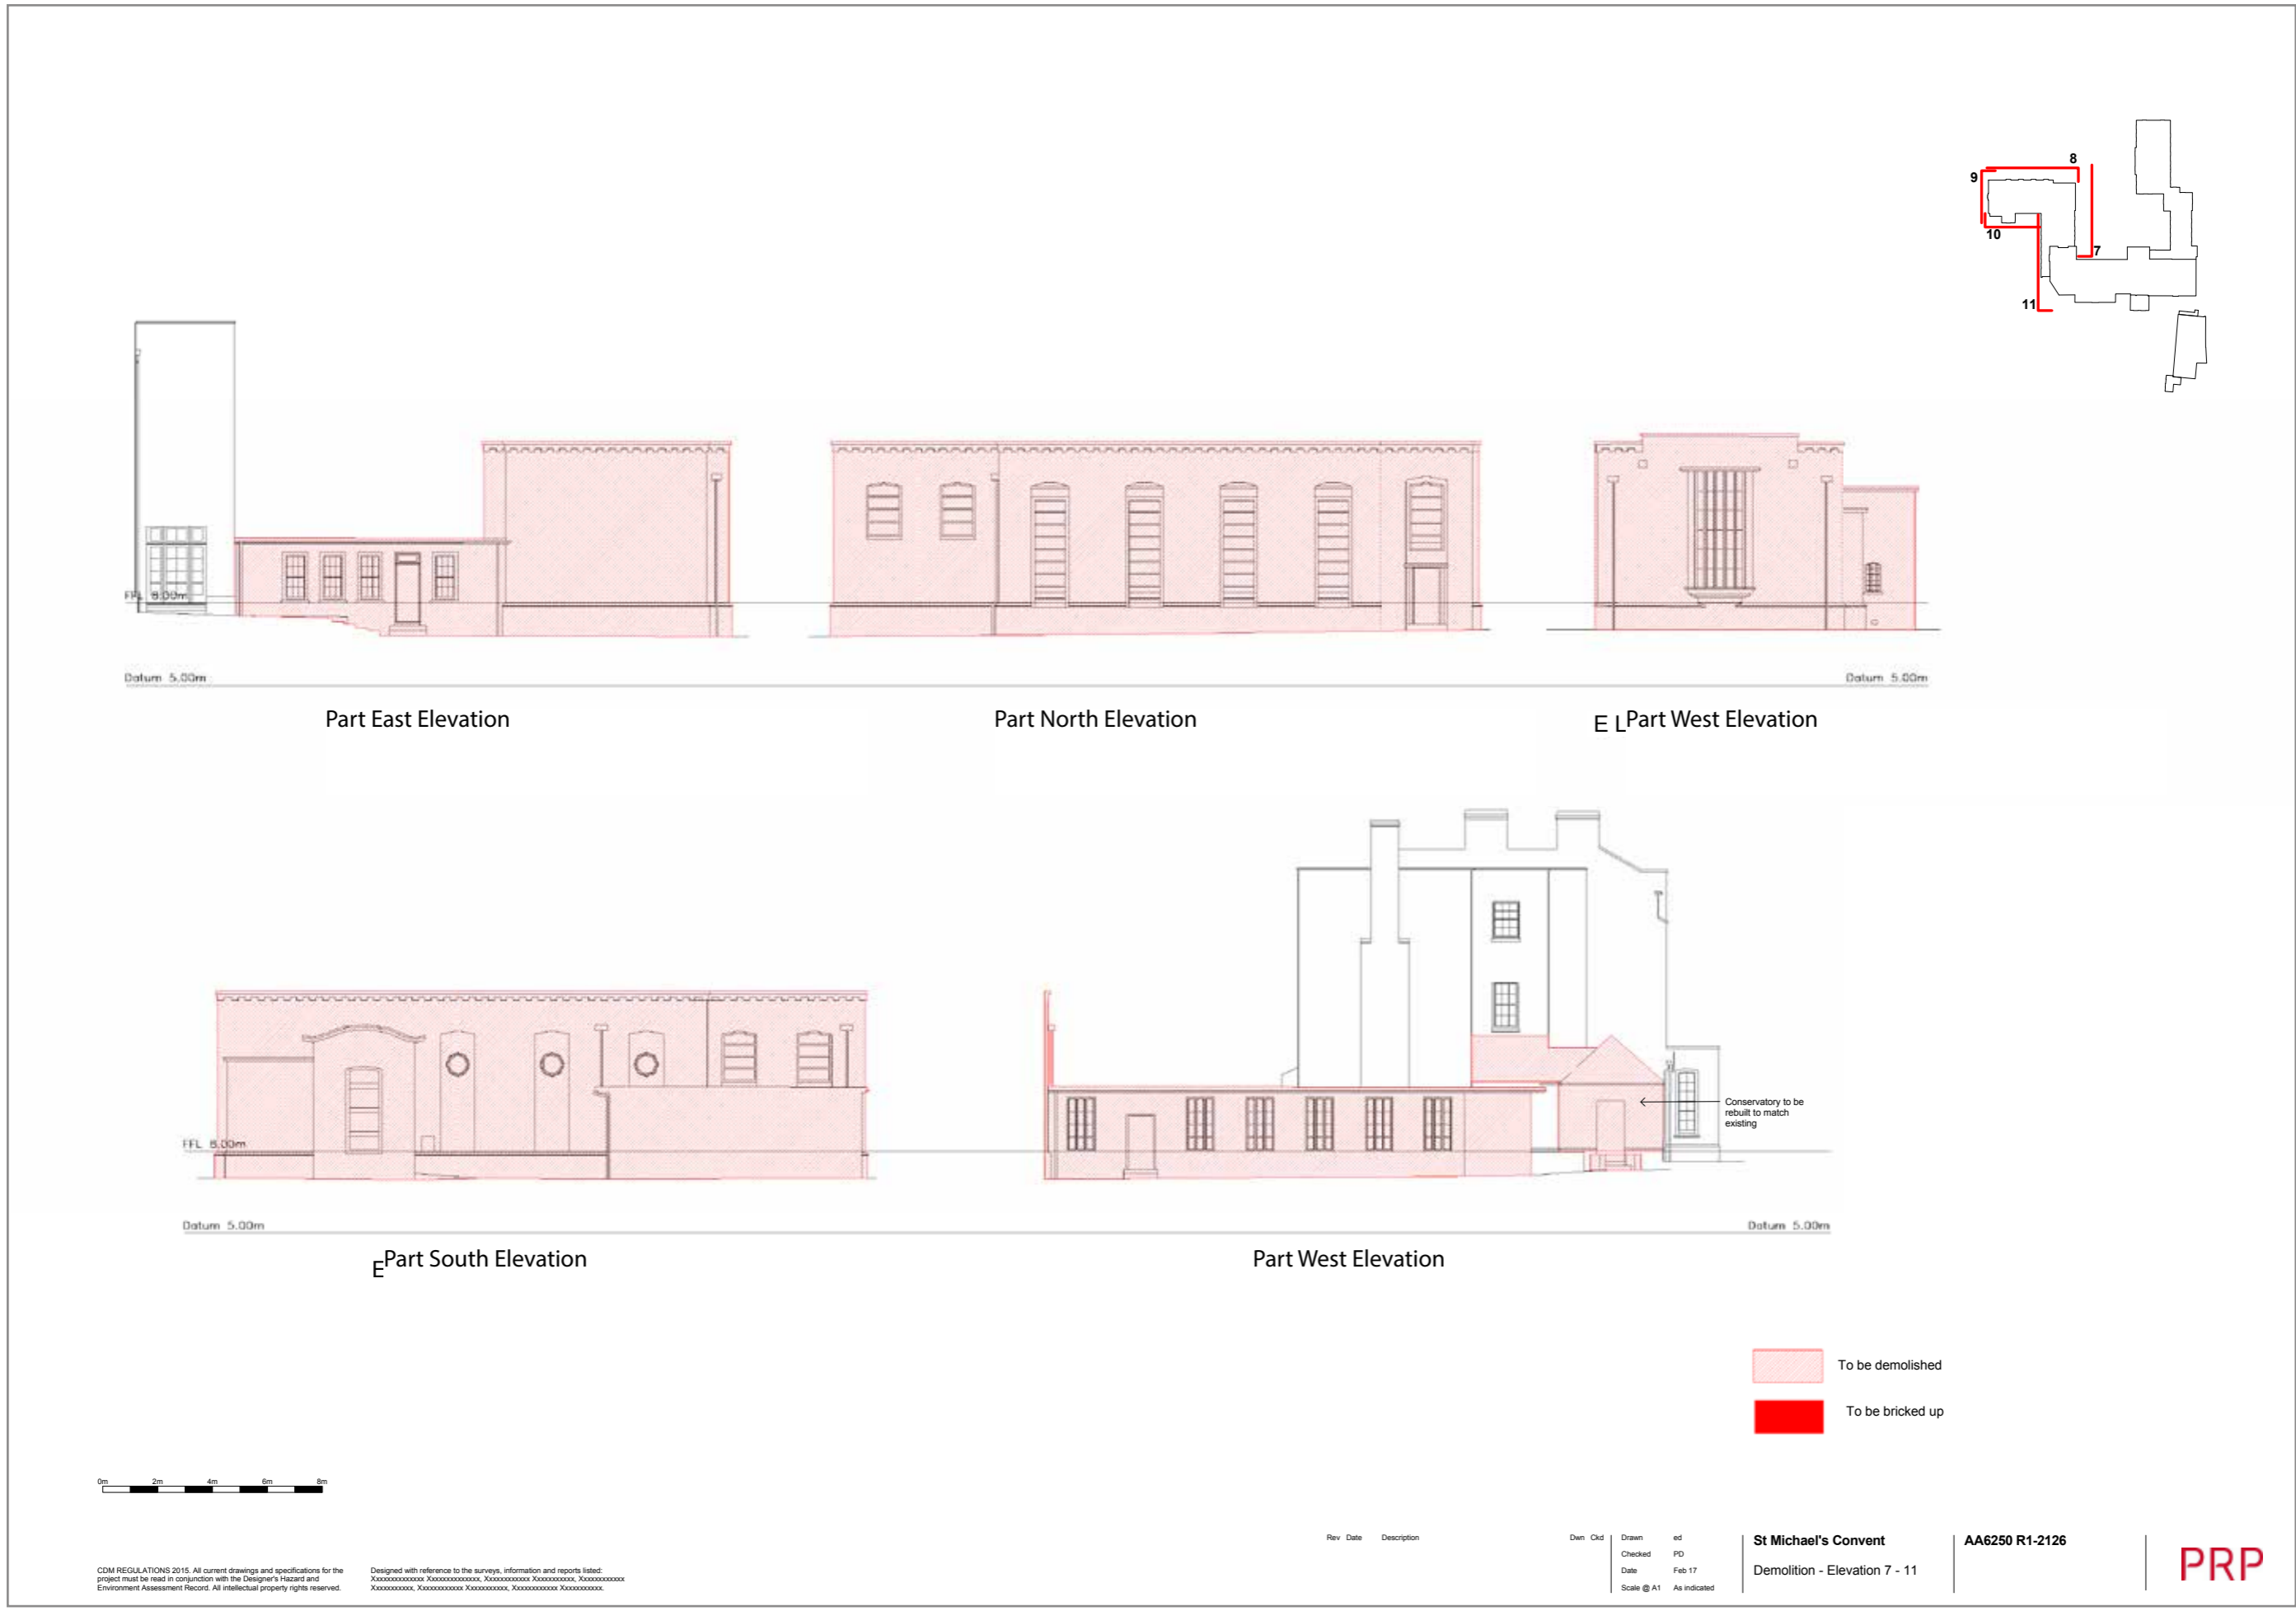 8
9
10
7
11
FFL 8.00m
Datum 5.00m
Datum 5.00m
Part East Elevation
Part North Elevation
E L Part West Elevation
Conservatory to be
rebuilt to match
existing
FFL 8.00m
Datum 5.00m
Datum 5.00m
E Part South Elevation
Part West Elevation
To be demolished
To be bricked up
0m 2m 4m 6m 8m
CDM REGULATIONS 2015. All current drawings and specifications for the
project must be read in conjunction with the Designer's Hazard and
Environment Assessment Record. All intellectual property rights reserved.
Designed with reference to the surveys, information and reports listed:
Rev Date Description
Dwn Ckd
Drawn ed
Checked PD
Date Feb 17
Scale @ A1 As indicated
St Michael's Convent
Demolition - Elevation 7 - 11
AA6250 R1-2126
PRP